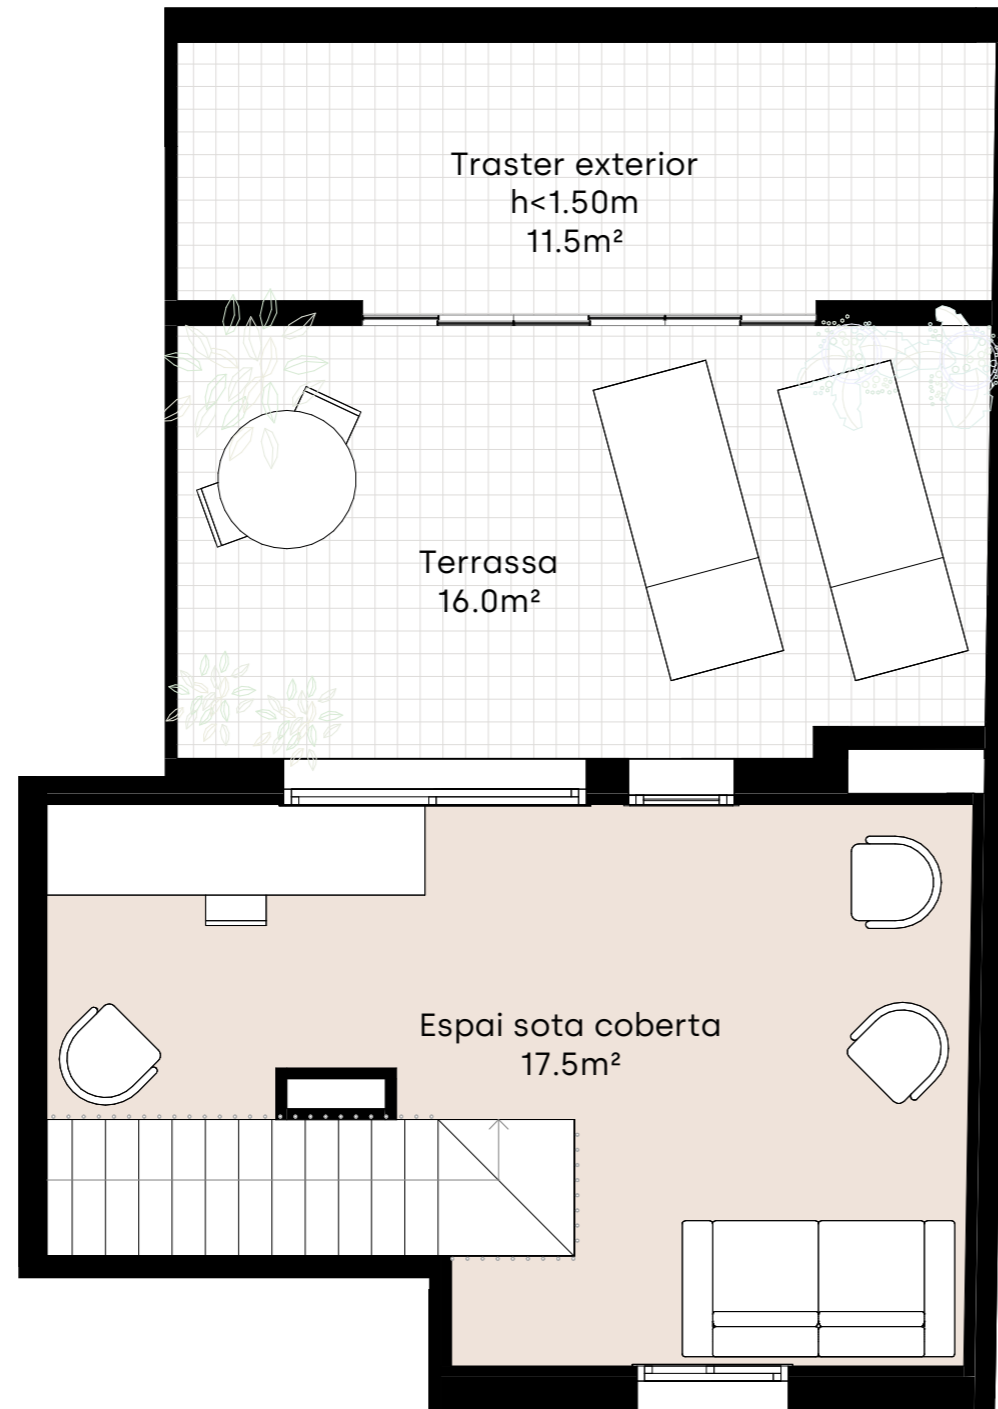 Traster exterior
h<1.50m
11.5m²
Terrassa
16.0m²
Espai sota coberta
17.5m²